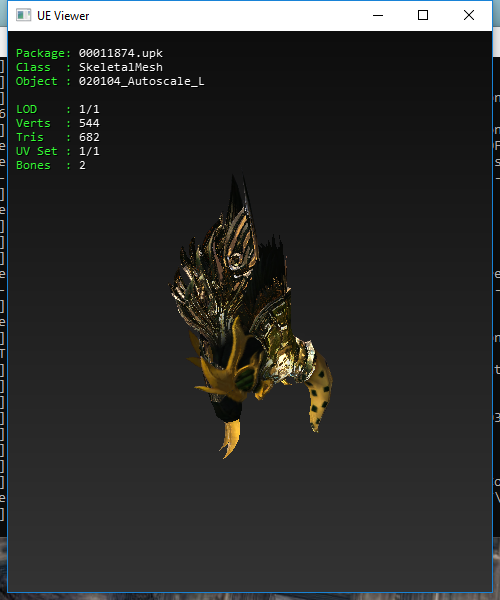 UE Viewer
Package: 00011874.upk
Class : SkeletalMesh
Object : 020104_Autoscale_L
LOD : 1/1
Verts : 544
Tris : 682
UV Set : 1/1
Bones : 2